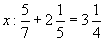 x: 5/7 + 2 1/5 = 3 1/4